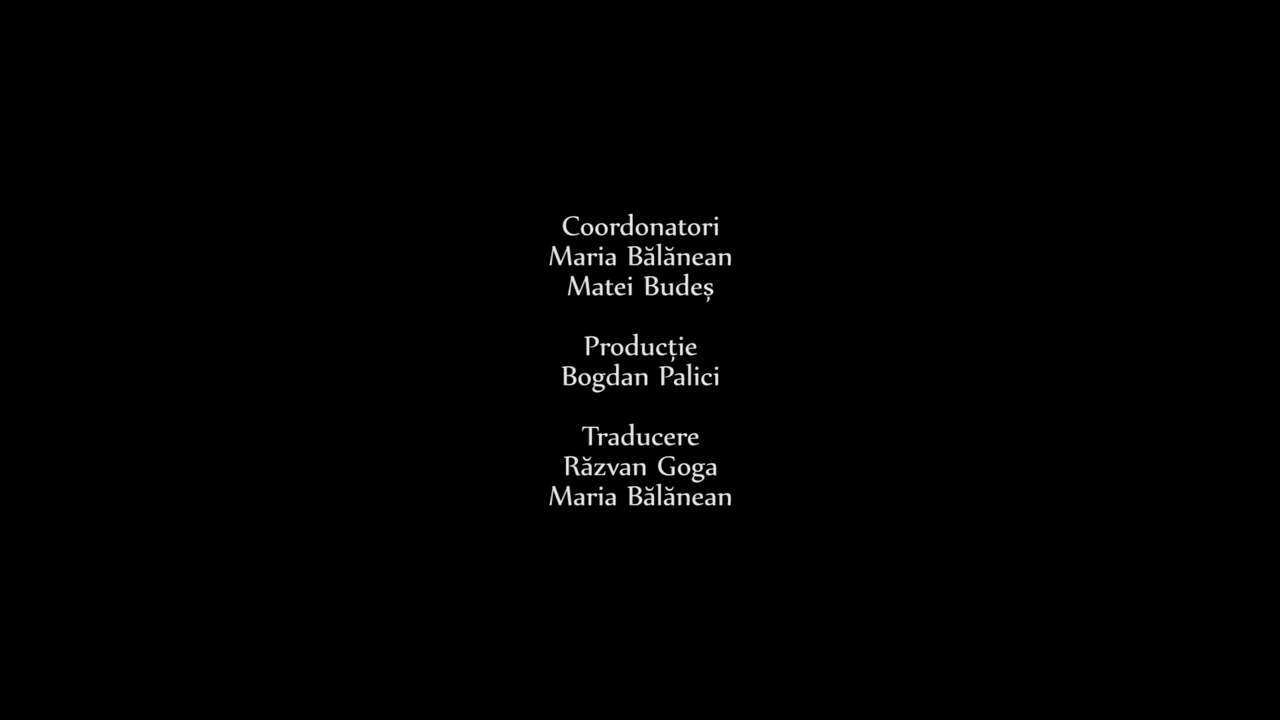 Coordonatori
Maria Bălănean
Matei Budeș
Producție
Bogdan Palici
Traducere
Răzvan Goga
Maria Bălănean